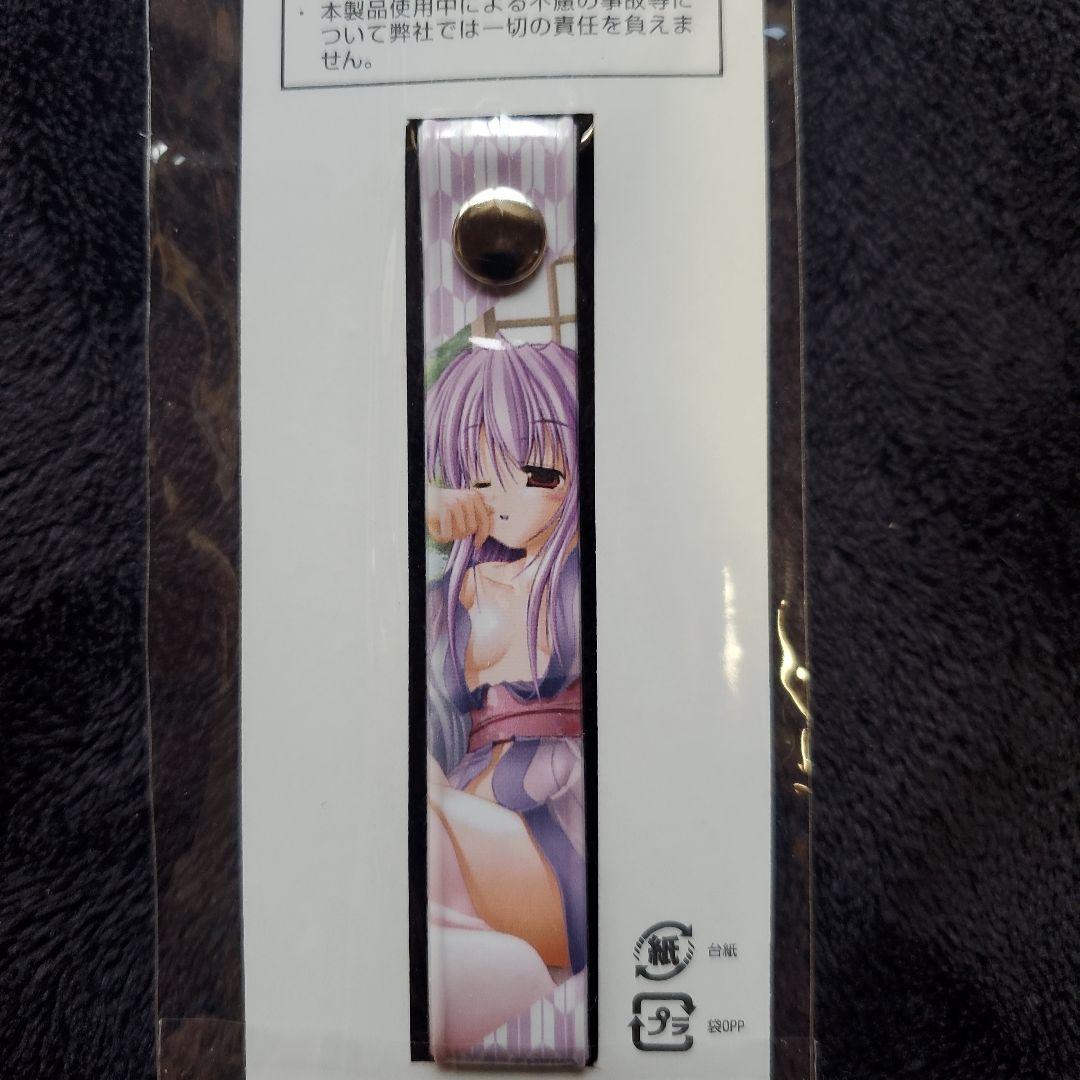 ・ 本製品使用中による不慮の事故等に
ついて弊社では一切の責任を負えま
せん。
紙 台紙
プラ 袋OPP